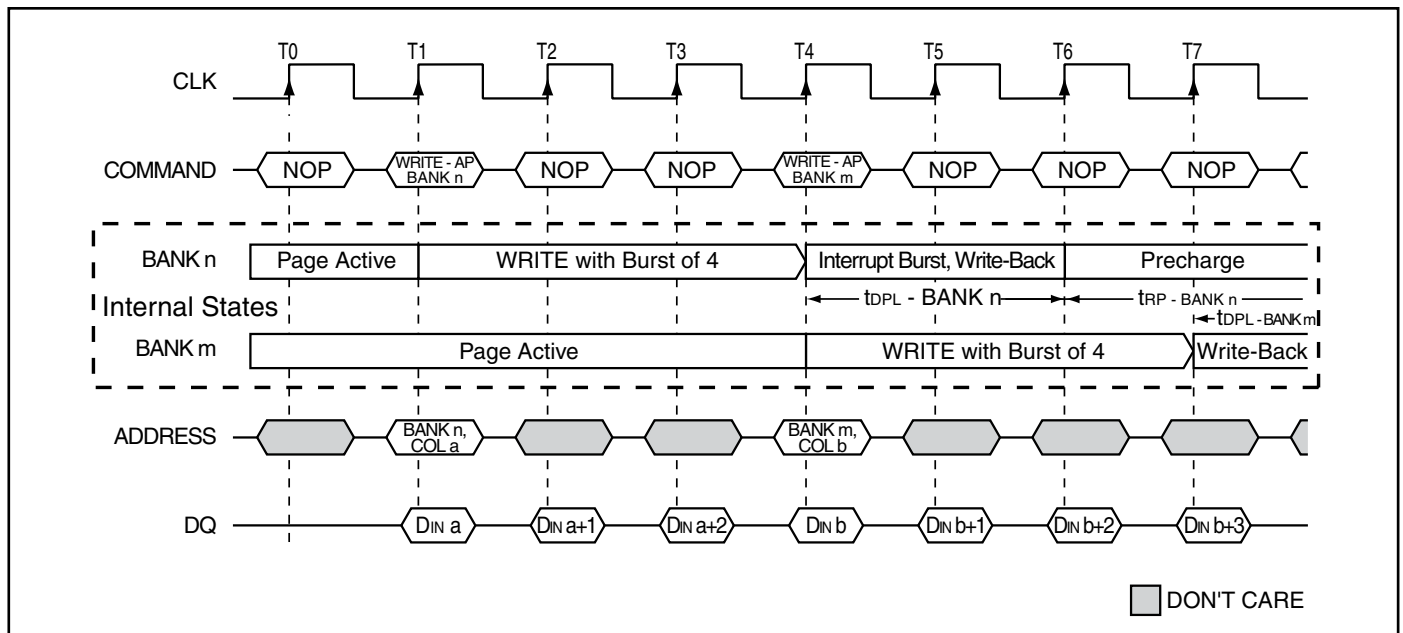 T0 T1 T2 T3 T4 T5 T6 T7
CLK
COMMAND NOP WRITE - AP BANK n NOP NOP WRITE - AP BANK m NOP NOP NOP
BANK n Page Active WRITE with Burst of 4 Interrupt Burst, Write-Back Precharge
Internal States tDPL - BANK n tRP - BANK n
tDPL - BANK m
BANK m Page Active WRITE with Burst of 4 Write-Back
ADDRESS BANK n, COL a BANK m, COL b
DQ DIN a DIN a+1 DIN a+2 DIN b DIN b+1 DIN b+2 DIN b+3
DON'T CARE